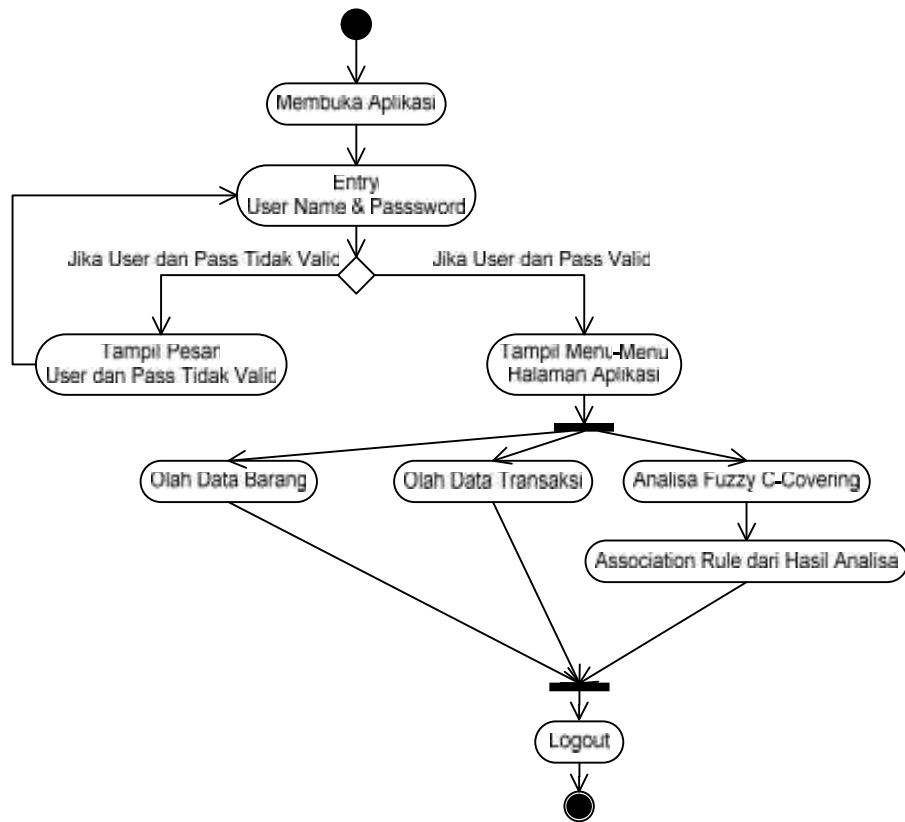 Membuka Aplikasi
Entry
User Name & Passsword
Jika User dan Pass Tidak Valid
Jika User dan Pass Valid
Tampil Pesan
User dan Pass Tidak Valid
Tampil Menu-Menu
Halaman Aplikasi
Olah Data Barang
Olah Data Transaksi
Analisa Fuzzy C-Covering
Association Rule dari Hasil Analisa
Logout